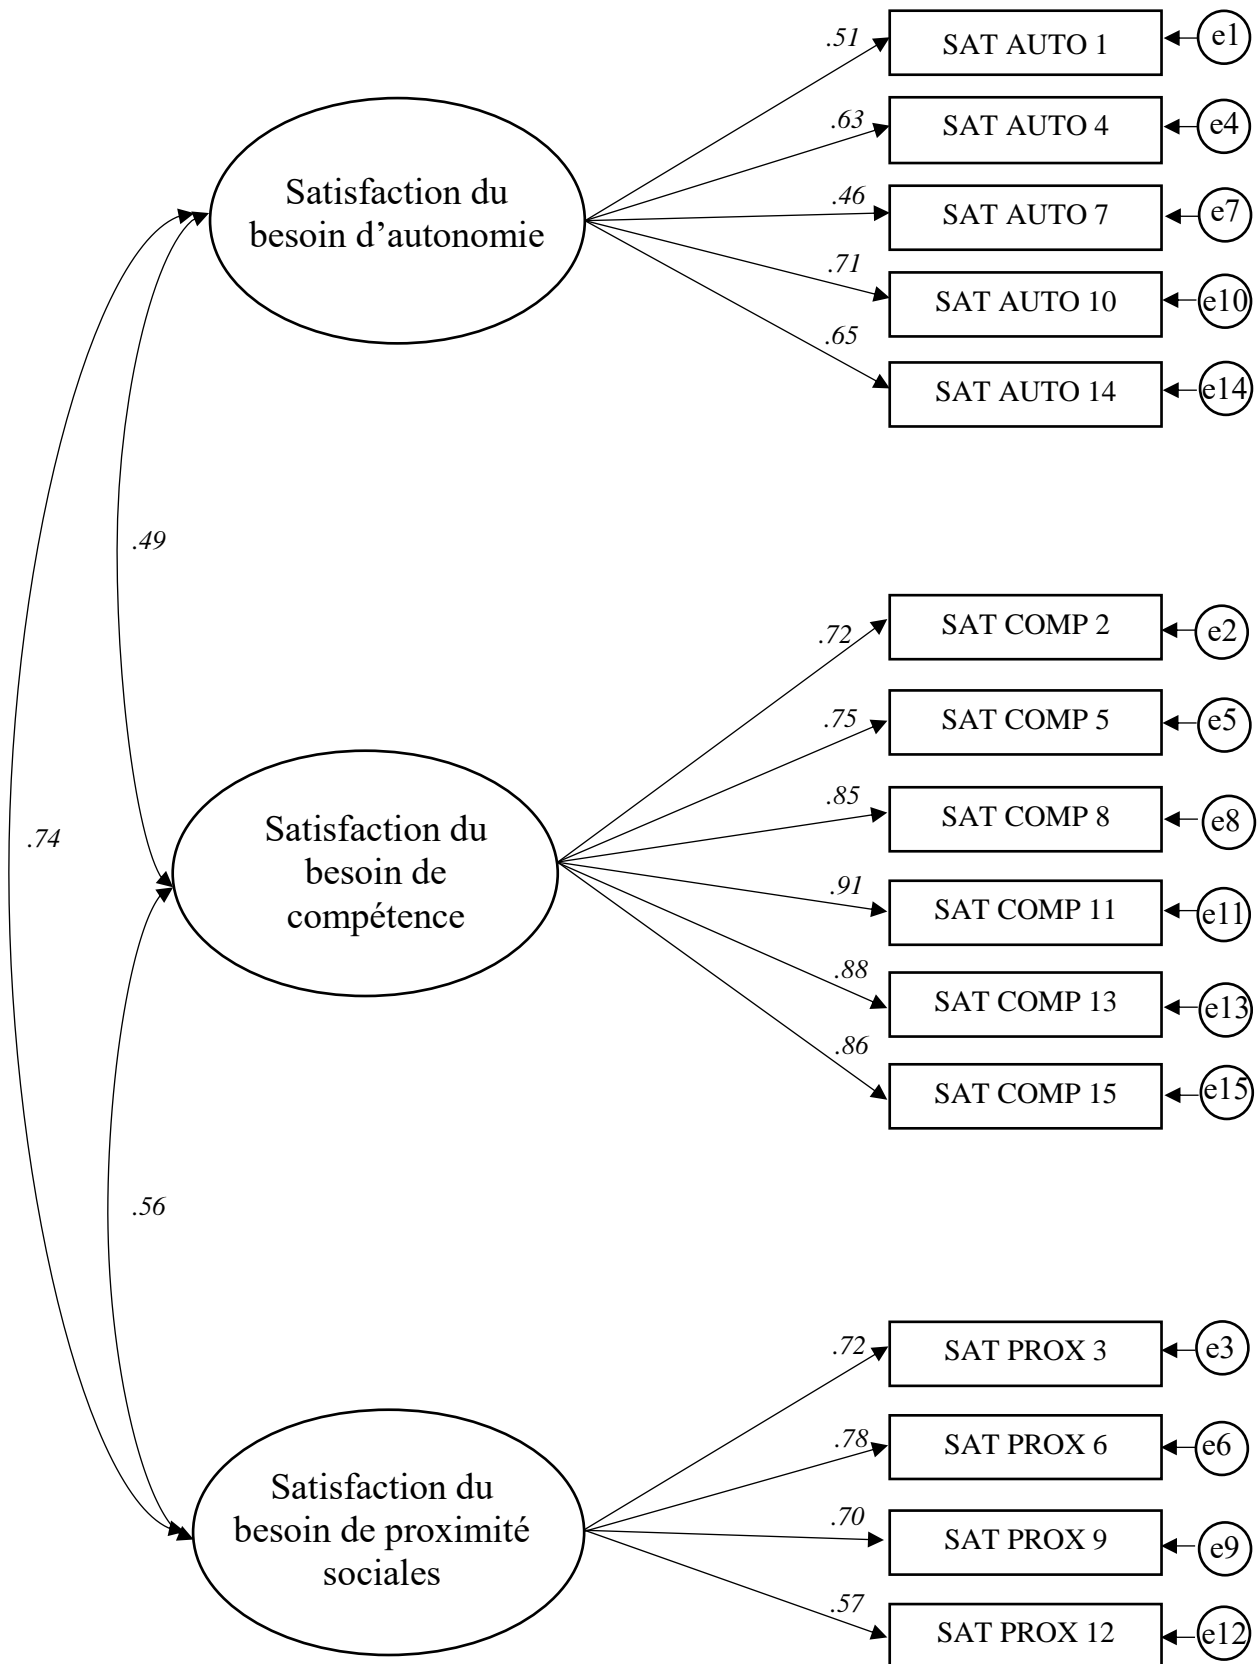 .51
SAT AUTO 1
e1
.63
SAT AUTO 4
e4
Satisfaction du
besoin d’autonomie
.46
SAT AUTO 7
e7
.71
SAT AUTO 10
e10
.65
SAT AUTO 14
e14
.49
.72
SAT COMP 2
e2
.75
SAT COMP 5
e5
.74
Satisfaction du
besoin de
compétence
.85
SAT COMP 8
e8
.91
SAT COMP 11
e11
.88
SAT COMP 13
e13
.86
SAT COMP 15
e15
.56
.72
SAT PROX 3
e3
.78
SAT PROX 6
e6
Satisfaction du
besoin de proximité
sociales
.70
SAT PROX 9
e9
.57
SAT PROX 12
e12